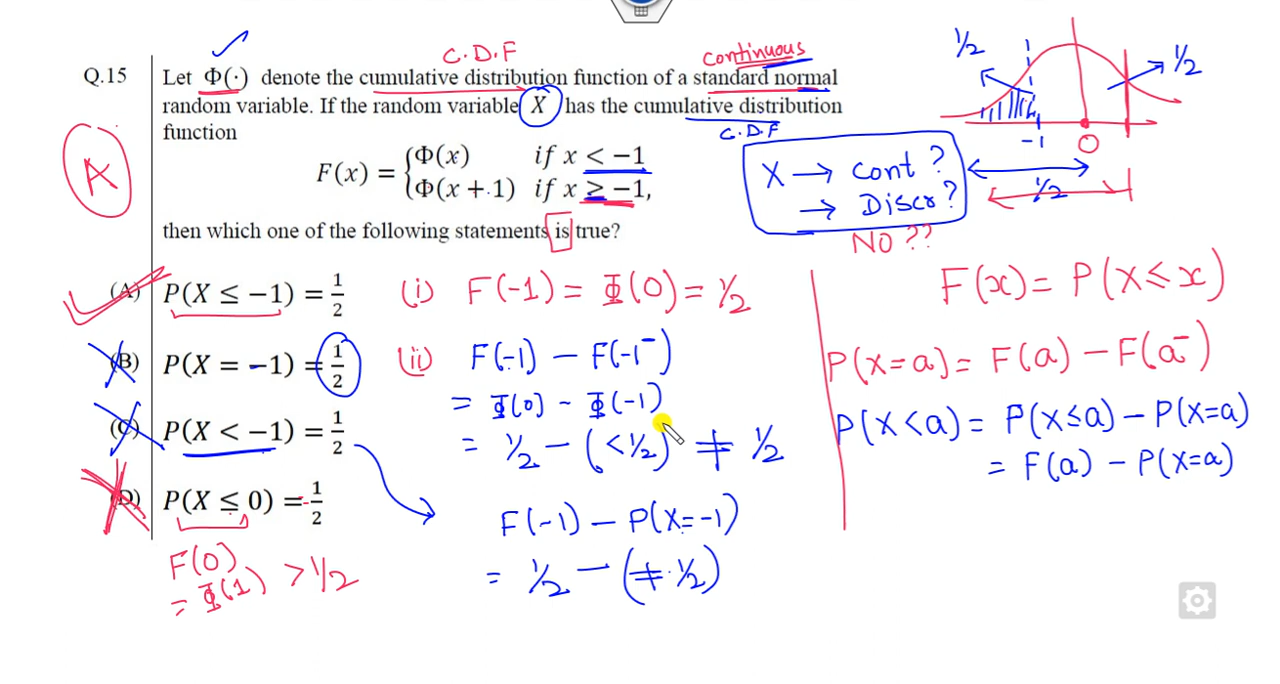 C.D.F
continuous
Q.15 Let Φ(·) denote the cumulative distribution function of a standard normal
random variable. If the random variable X has the cumulative distribution
function
C.D.F
F(x) = {Φ(x) if x < −1
Φ(x + 1) if x ≥ −1,
then which one of the following statements is true?
A
(A) P(X ≤ −1) = 1/2
(B) P(X = −1) = 1/2
(C) P(X < −1) = 1/2
(D) P(X ≤ 0) = 1/2
F(0)
= Φ(1) > 1/2
1/2
1/2
-1
0
1/2
X → Cont?
→ Discr?
NO ??
(i) F(-1) = Φ(0) = 1/2
(ii) F(-1) - F(-1⁻)
= Φ(0) - Φ(-1)
= 1/2 - (<1/2) ≠ 1/2
F(-1) - P(X=-1)
= 1/2 - (≠ 1/2)
F(x) = P(X≤x)
P(X=a) = F(a) - F(a⁻)
P(X<a) = P(X≤a) - P(X=a)
= F(a) - P(X=a)